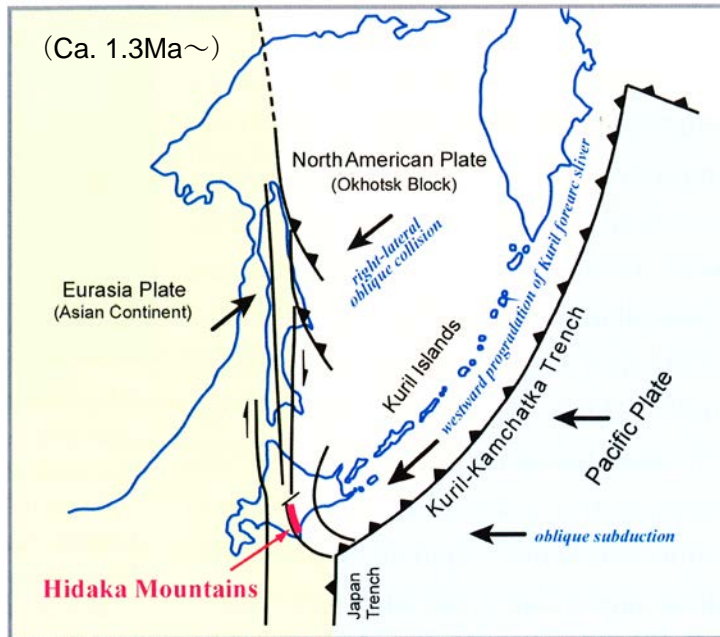 （Ca. 1.3Ma～）
North American Plate
(Okhotsk Block)
right-lateral
oblique collision
Eurasia Plate
(Asian Continent)
Kuril Islands
westward progradation of Kuril forearc sliver
Kuril-Kamchatka Trench
Pacific Plate
oblique subduction
Hidaka Mountains
Japan
Trench